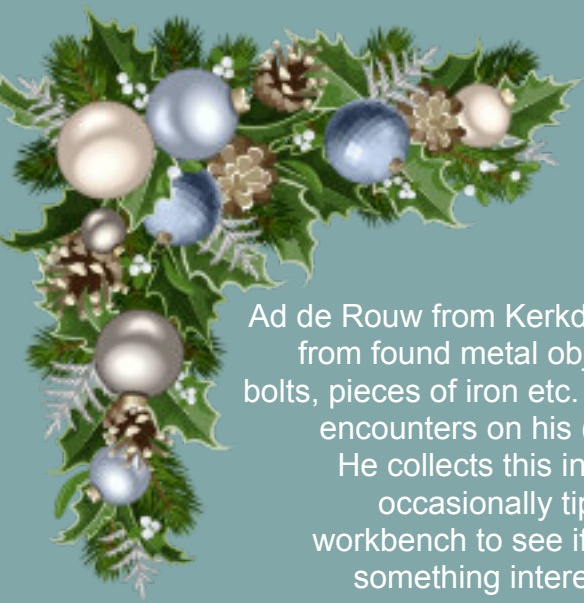 Ad de Rouw from Kerkd
from found metal obj
bolts, pieces of iron etc.
encounters on his
He collects this in
occasionally tip
workbench to see if
something intere